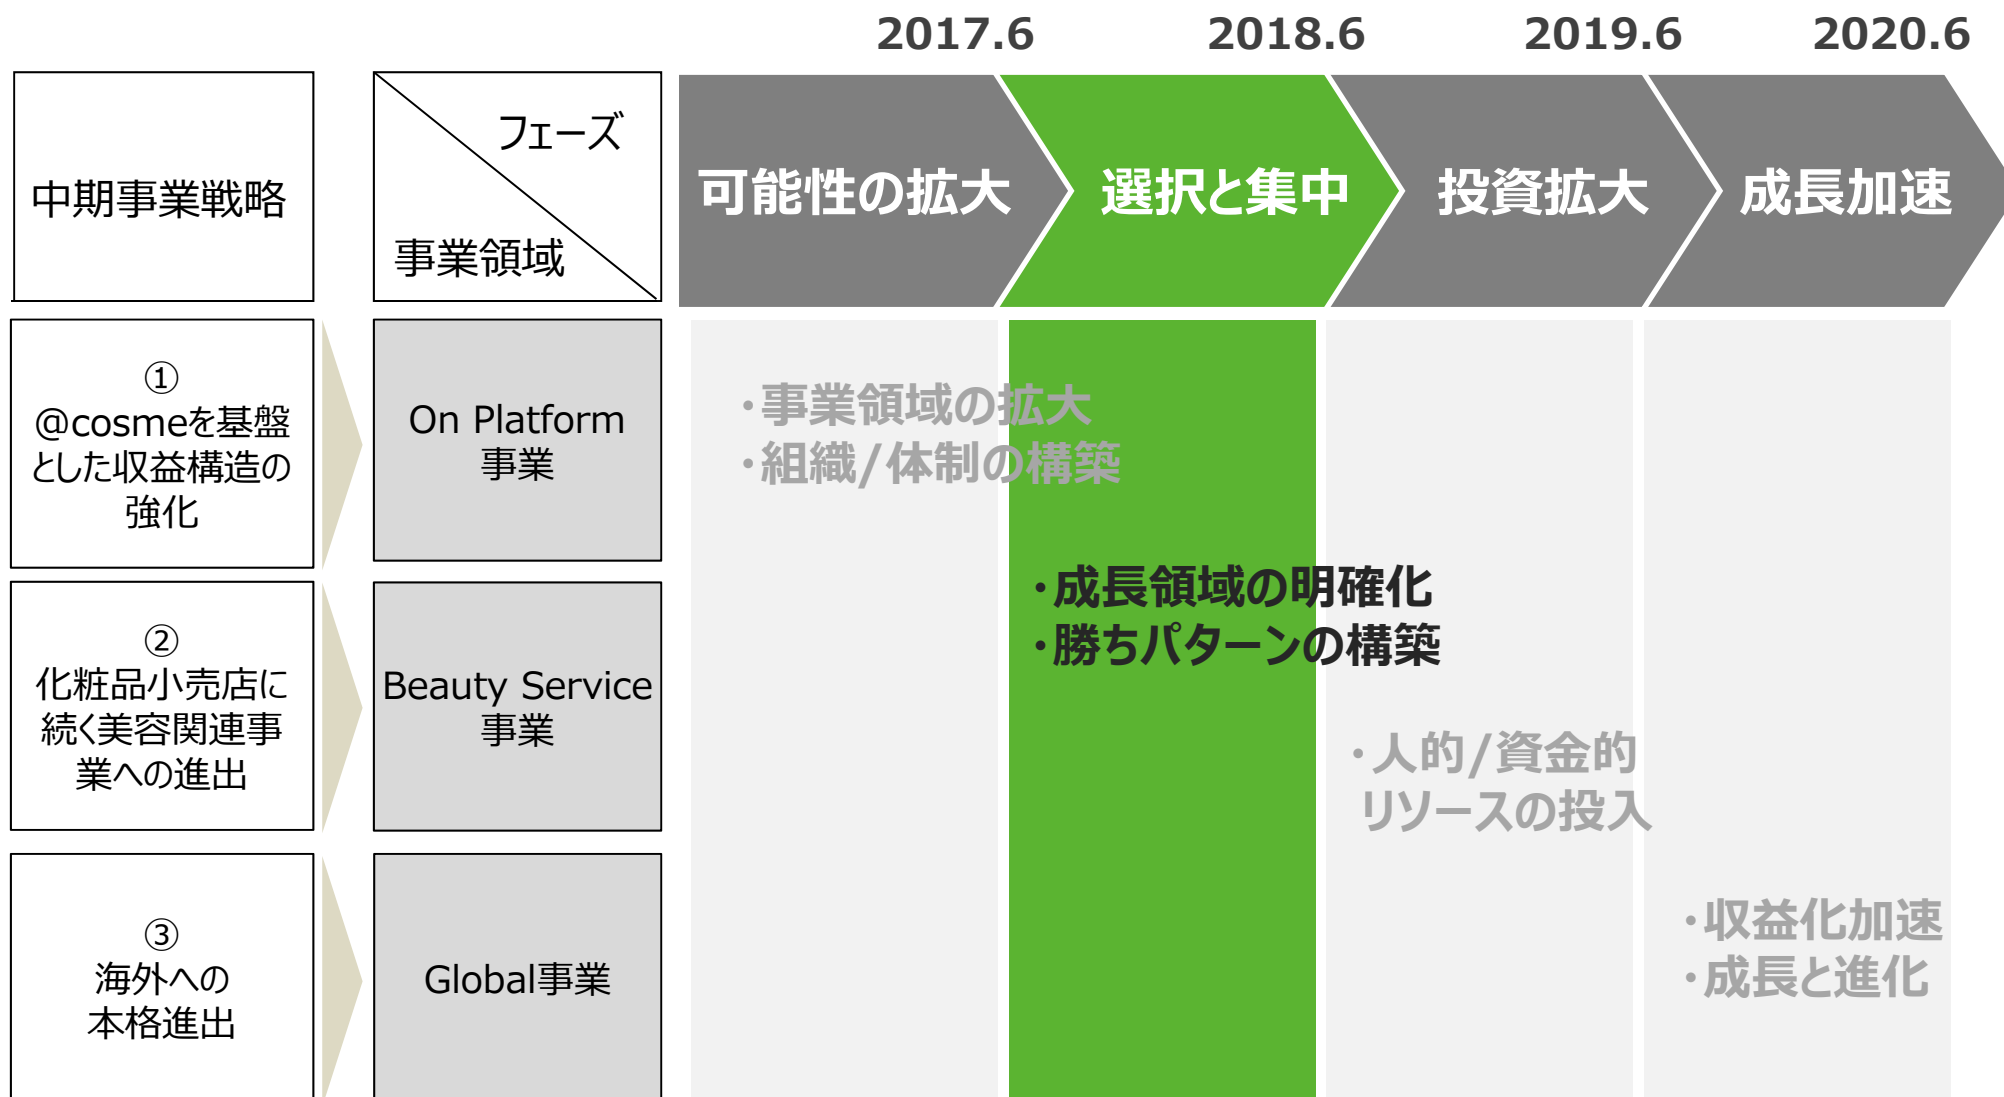 2017.6
2018.6
2019.6
2020.6
中期事業戦略
フェーズ
事業領域
可能性の拡大
選択と集中
投資拡大
成長加速
①
@cosmeを基盤
とした収益構造の
強化
On Platform
事業
・事業領域の拡大
・組織/体制の構築
・成長領域の明確化
・勝ちパターンの構築
②
化粧品小売店に
続く美容関連事
業への進出
Beauty Service
事業
・人的/資金的
リソースの投入
③
海外への
本格進出
Global事業
・収益化加速
・成長と進化